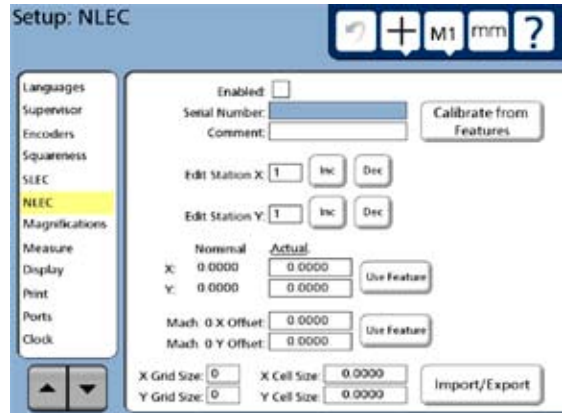 Setup: NLEC
M1 mm ?
Languages
Supervisor
Encoders
Squareness
SLEC
NLEC
Magnifications
Measure
Display
Print
Ports
Clock
Enabled:
Serial Number:
Comment:
Calibrate from
Features
Edit Station X: 1 Inc Dec
Edit Station Y: 1 Inc Dec
Nominal Actual
X: 0.0000 0.0000
Y: 0.0000 0.0000
Use Feature
Mach 0 X Offset: 0.0000
Mach 0 Y Offset: 0.0000
Use Feature
X Grid Size: 0 X Cell Size: 0.0000
Y Grid Size: 0 Y Cell Size: 0.0000
Import/Export